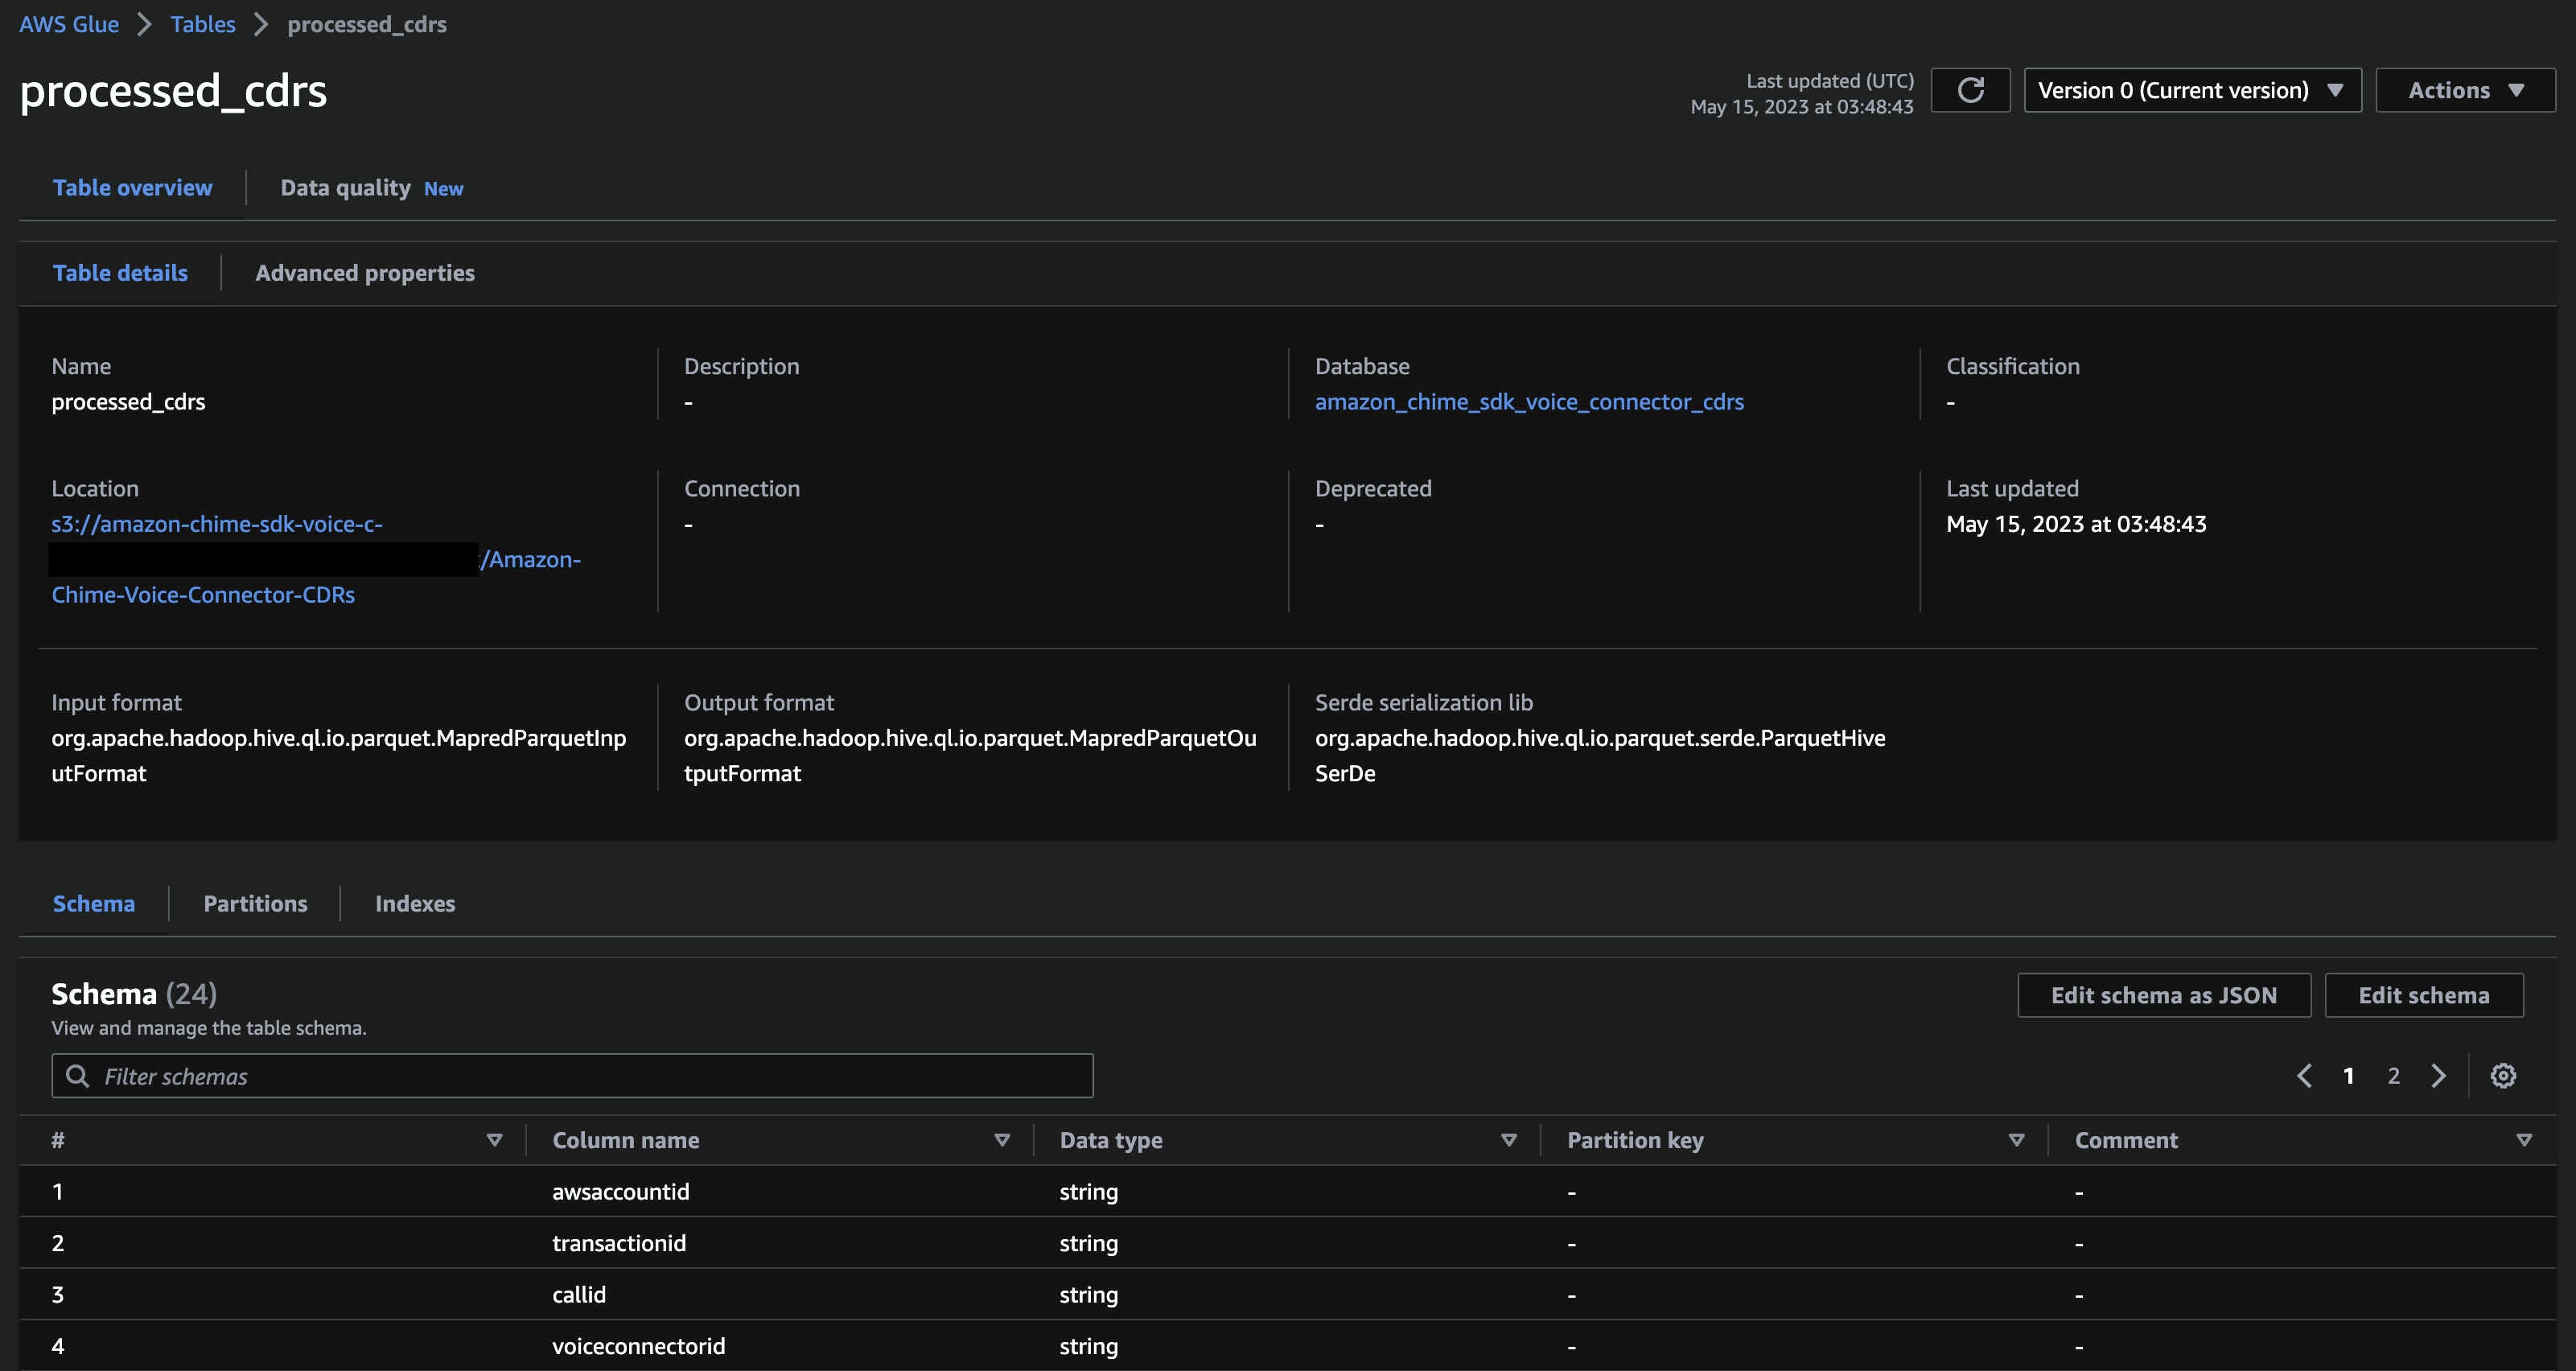 AWS Glue > Tables > processed_cdrs
processed_cdrs
Last updated (UTC)
May 15, 2023 at 03:48:43
Version 0 (Current version)
Actions
Table overview
Data quality New
Table details
Advanced properties
Name
processed_cdrs
Description
-
Database
amazon_chime_sdk_voice_connector_cdrs
Classification
-
Location
s3://amazon-chime-sdk-voice-c-
/Amazon-
Chime-Voice-Connector-CDRs
Connection
-
Deprecated
-
Last updated
May 15, 2023 at 03:48:43
Input format
org.apache.hadoop.hive.ql.io.parquet.MapredParquetInp
utFormat
Output format
org.apache.hadoop.hive.ql.io.parquet.MapredParquetOu
tputFormat
Serde serialization lib
org.apache.hadoop.hive.ql.io.parquet.serde.ParquetHive
SerDe
Schema
Partitions
Indexes
Schema (24)
View and manage the table schema.
Edit schema as JSON
Edit schema
Filter schemas
1 2
# Column name Data type Partition key Comment
1 awsaccountid string - -
2 transactionid string - -
3 callid string - -
4 voiceconnectorid string - -